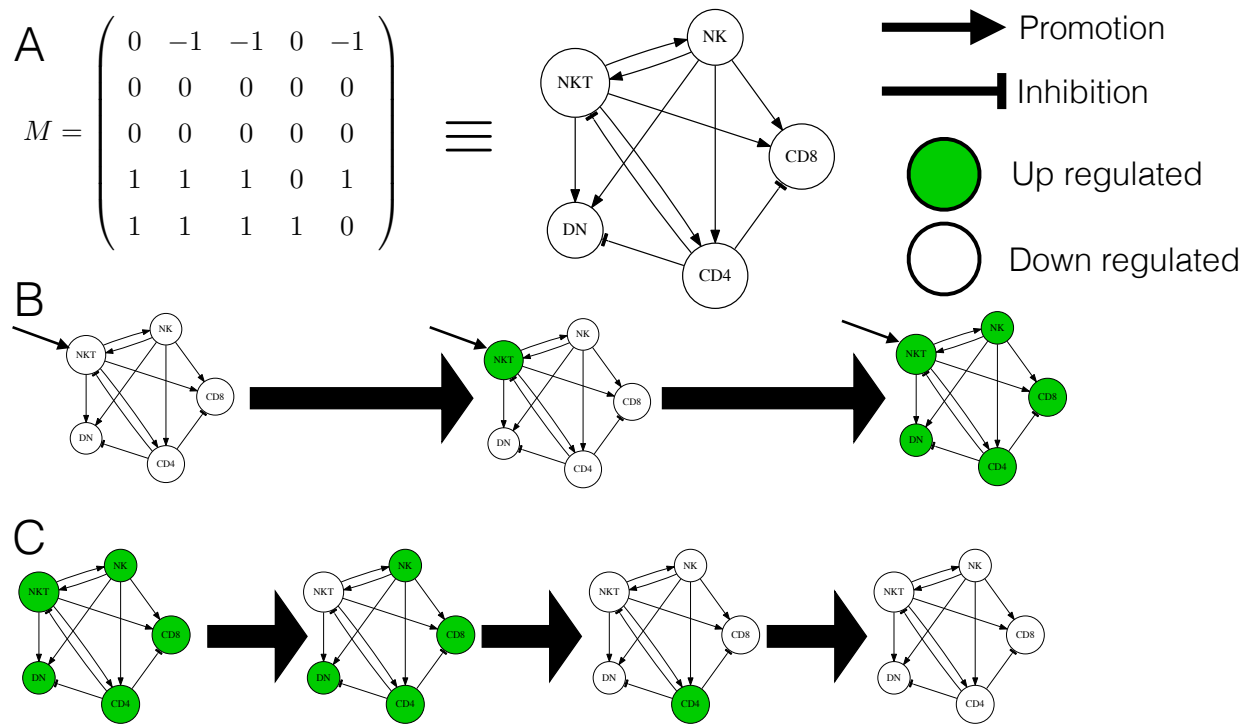 A
M =
0 −1 −1 0 −1
0 0 0 0 0
0 0 0 0 0
1 1 1 0 1
1 1 1 1 0
≡
NK
NKT
CD8
DN
CD4
Promotion
Inhibition
Up regulated
Down regulated
B
NK
NKT
CD8
DN
CD4
NK
NKT
CD8
DN
CD4
NK
NKT
CD8
DN
CD4
C
NK
NKT
CD8
DN
CD4
NK
NKT
CD8
DN
CD4
NK
NKT
CD8
DN
CD4
NK
NKT
CD8
DN
CD4